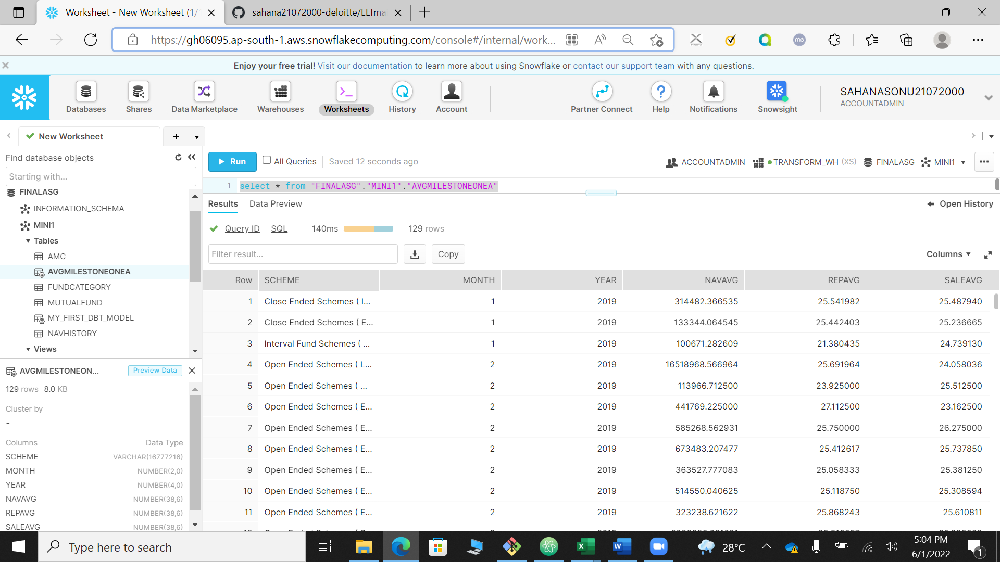 Worksheet - New Worksheet (1/1
sahana21072000-deloitte/ELTmai
https://gh06095.ap-south-1.aws.snowflakecomputing.com/console#/internal/work...
Enjoy your free trial! Visit our documentation to learn more about using Snowflake or contact our support team with any questions.
Databases
Shares
Data Marketplace
Warehouses
Worksheets
History
Account
Partner Connect
Help
Notifications
Snowsight
SAHANASONU21072000
ACCOUNTADMIN
New Worksheet
Find database objects
Starting with...
FINALASG
INFORMATION_SCHEMA
MINI1
Tables
AMC
AVGMILESTONEONEA
FUNDCATEGORY
MUTUALFUND
MY_FIRST_DBT_MODEL
NAVHISTORY
Views
AVGMILESTONEON...
Preview Data
129 rows 8.0 KB
Cluster by
-
Columns Data Type
SCHEME VARCHAR(16777216)
MONTH NUMBER(2,0)
YEAR NUMBER(4,0)
NAVAVG NUMBER(38,6)
REPAVG NUMBER(38,6)
SALEAVG NUMBER(38,6)
Run
All Queries
Saved 12 seconds ago
ACCOUNTADMIN
TRANSFORM_WH (XS)
FINALASG
MINI1
1 select * from "FINALASG"."MINI1"."AVGMILESTONEONEA"
Results Data Preview
Open History
Query ID SQL 140ms 129 rows
Filter result...
Copy
Columns
Row SCHEME MONTH YEAR NAVAVG REPAVG SALEAVG
1 Close Ended Schemes ( I... 1 2019 314482.366535 25.541982 25.487940
2 Close Ended Schemes ( E... 1 2019 133344.064545 25.442403 25.236665
3 Interval Fund Schemes ( ... 1 2019 100671.282609 21.380435 24.739130
4 Open Ended Schemes ( L... 2 2019 16518968.566964 25.691964 24.058036
5 Open Ended Schemes ( ... 2 2019 113966.712500 23.925000 25.512500
6 Open Ended Schemes ( E... 2 2019 441769.225000 27.112500 23.162500
7 Open Ended Schemes ( E... 2 2019 585268.562931 25.750000 26.275000
8 Open Ended Schemes ( E... 2 2019 673483.207477 25.412617 25.737850
9 Open Ended Schemes ( E... 2 2019 363527.777083 25.058333 25.381250
10 Open Ended Schemes ( E... 2 2019 514550.040625 25.118750 25.308594
11 Open Ended Schemes ( E... 2 2019 323238.621622 25.868243 25.610811
Type here to search
28°C
5:04 PM
6/1/2022
1